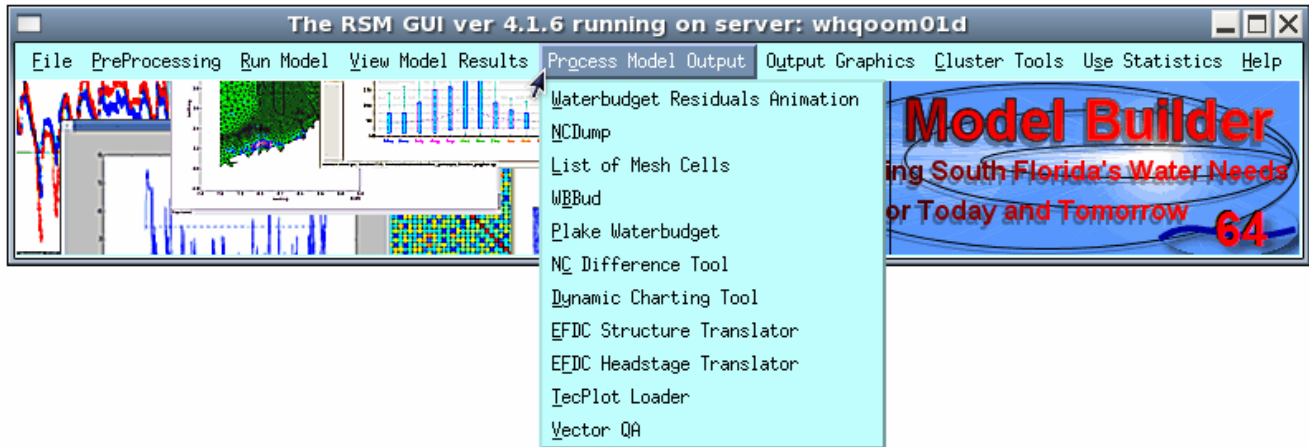 The RSM GUI ver 4.1.6 running on server: whqoom01d
File PreProcessing Run Model View Model Results Process Model Output Output Graphics Cluster Tools Use Statistics Help
Waterbudget Residuals Animation
NCDump
List of Mesh Cells
WBBud
Plake Waterbudget
NC Difference Tool
Dynamic Charting Tool
EFDC Structure Translator
EFDC Headstage Translator
TecPlot Loader
Vector QA
Model Builder
ing South Florida's Water Needs
or Today and Tomorrow
64